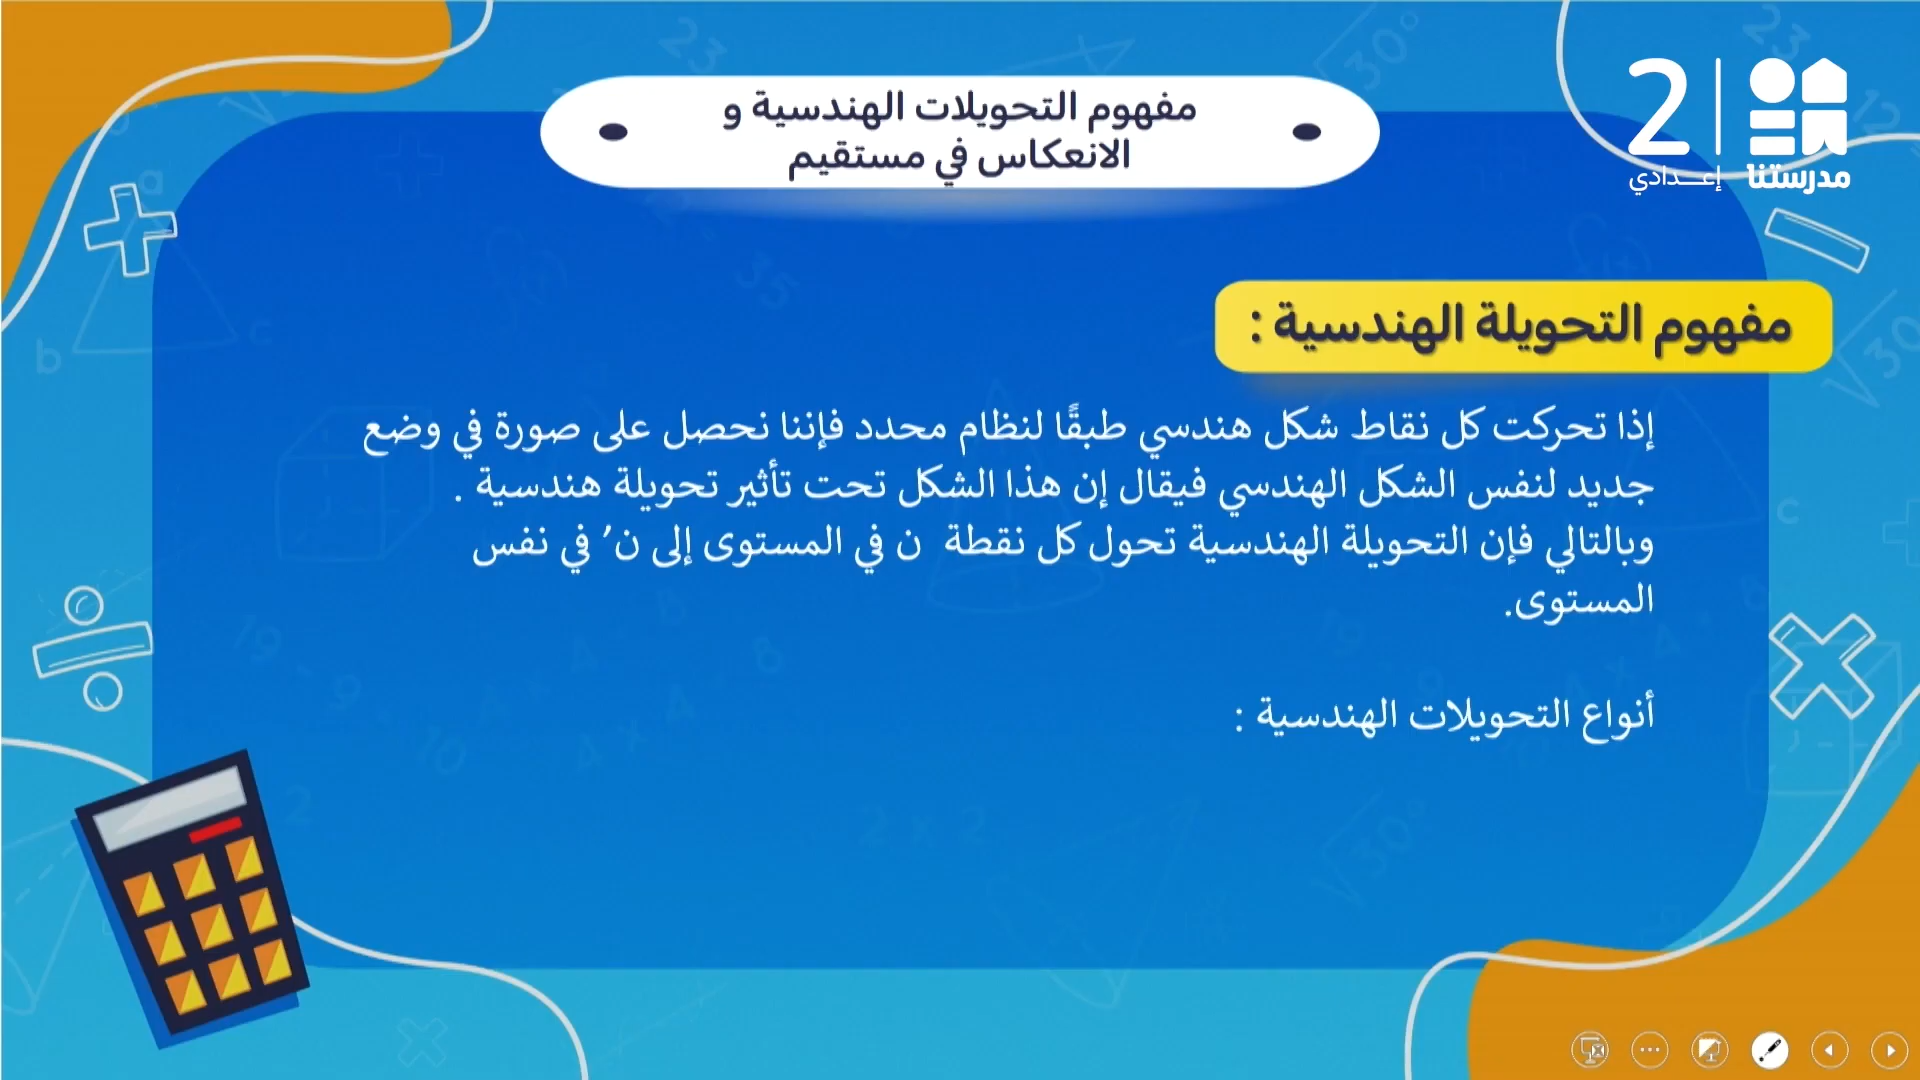 مفهوم التحويلات الهندسية و
الانعكاس في مستقيم
2
إعـدادي
مدرستنا
مفهوم التحويلة الهندسية :
إذا تحركت كل نقاط شكل هندسي طبقًا لنظام محدد فإننا نحصل على صورة في وضع
جديد لنفس الشكل الهندسي فيقال إن هذا الشكل تحت تأثير تحويلة هندسية .
وبالتالي فإن التحويلة الهندسية تحول كل نقطة ن في المستوى إلى ن’ في نفس
المستوى.
أنواع التحويلات الهندسية :